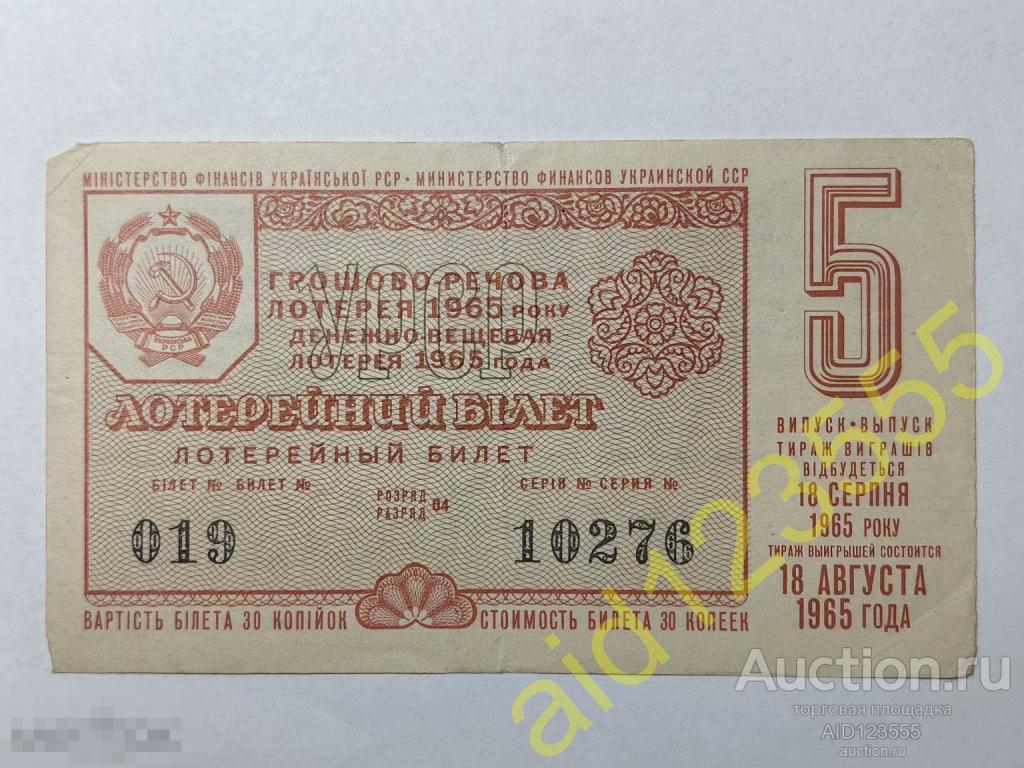 МІНІСТЕРСТВО ФІНАНСІВ УКРАЇНСЬКОЇ РСР • МИНИСТЕРСТВО ФИНАНСОВ УКРАИНСКОЙ ССР
5
УКРАЇНСЬКА
РСР
ГРОШОВО-РЕЧОВА
ЛОТЕРЕЯ 1965 РОКУ
ДЕНЕЖНО-ВЕЩЕВАЯ
ЛОТЕРЕЯ 1965 ГОДА
ЛОТЕРЕЙНИЙ БІЛЕТ
ЛОТЕРЕЙНЫЙ БИЛЕТ
БІЛЕТ № БИЛЕТ №
РОЗРЯД
РАЗРЯД 04
СЕРІЯ № СЕРИЯ №
019
10276
ВАРТІСТЬ БІЛЕТА 30 КОПІЙОК
СТОИМОСТЬ БИЛЕТА 30 КОПЕЕК
ВИПУСК • ВЫПУСК
ТИРАЖ ВИГРАШІВ
ВІДБУДЕТЬСЯ
18 СЕРПНЯ
1965 РОКУ
ТИРАЖ ВЫИГРЫШЕЙ СОСТОИТСЯ
18 АВГУСТА
1965 ГОДА
aid123555
Auction.ru
торговая площадка
AID123555
auction.ru